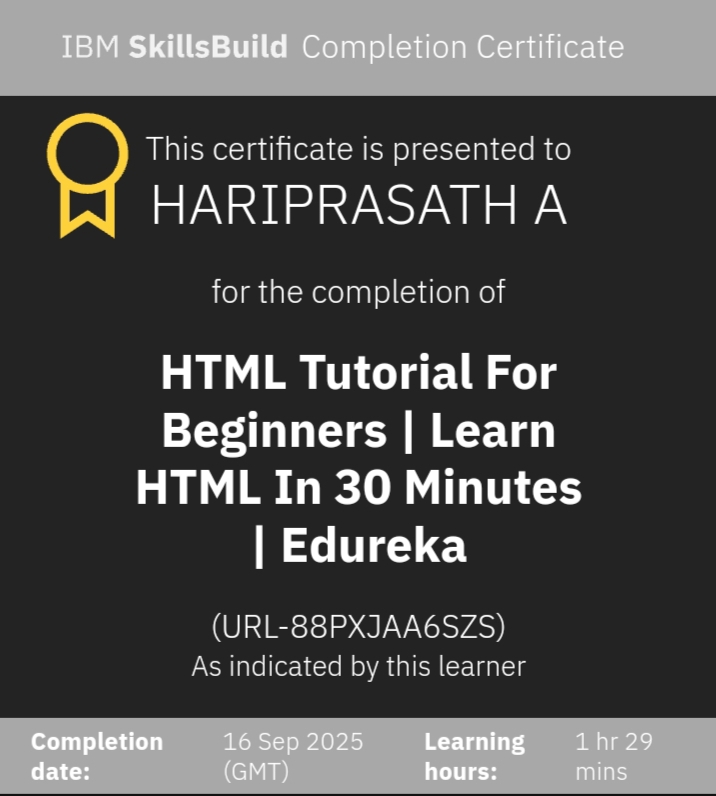 IBM SkillsBuild Completion Certificate
This certificate is presented to
HARIPRASATH A
for the completion of
HTML Tutorial For
Beginners | Learn
HTML In 30 Minutes
| Edureka
(URL-88PXJAA6SZS)
As indicated by this learner
Completion date: 16 Sep 2025 (GMT)
Learning hours: 1 hr 29 mins